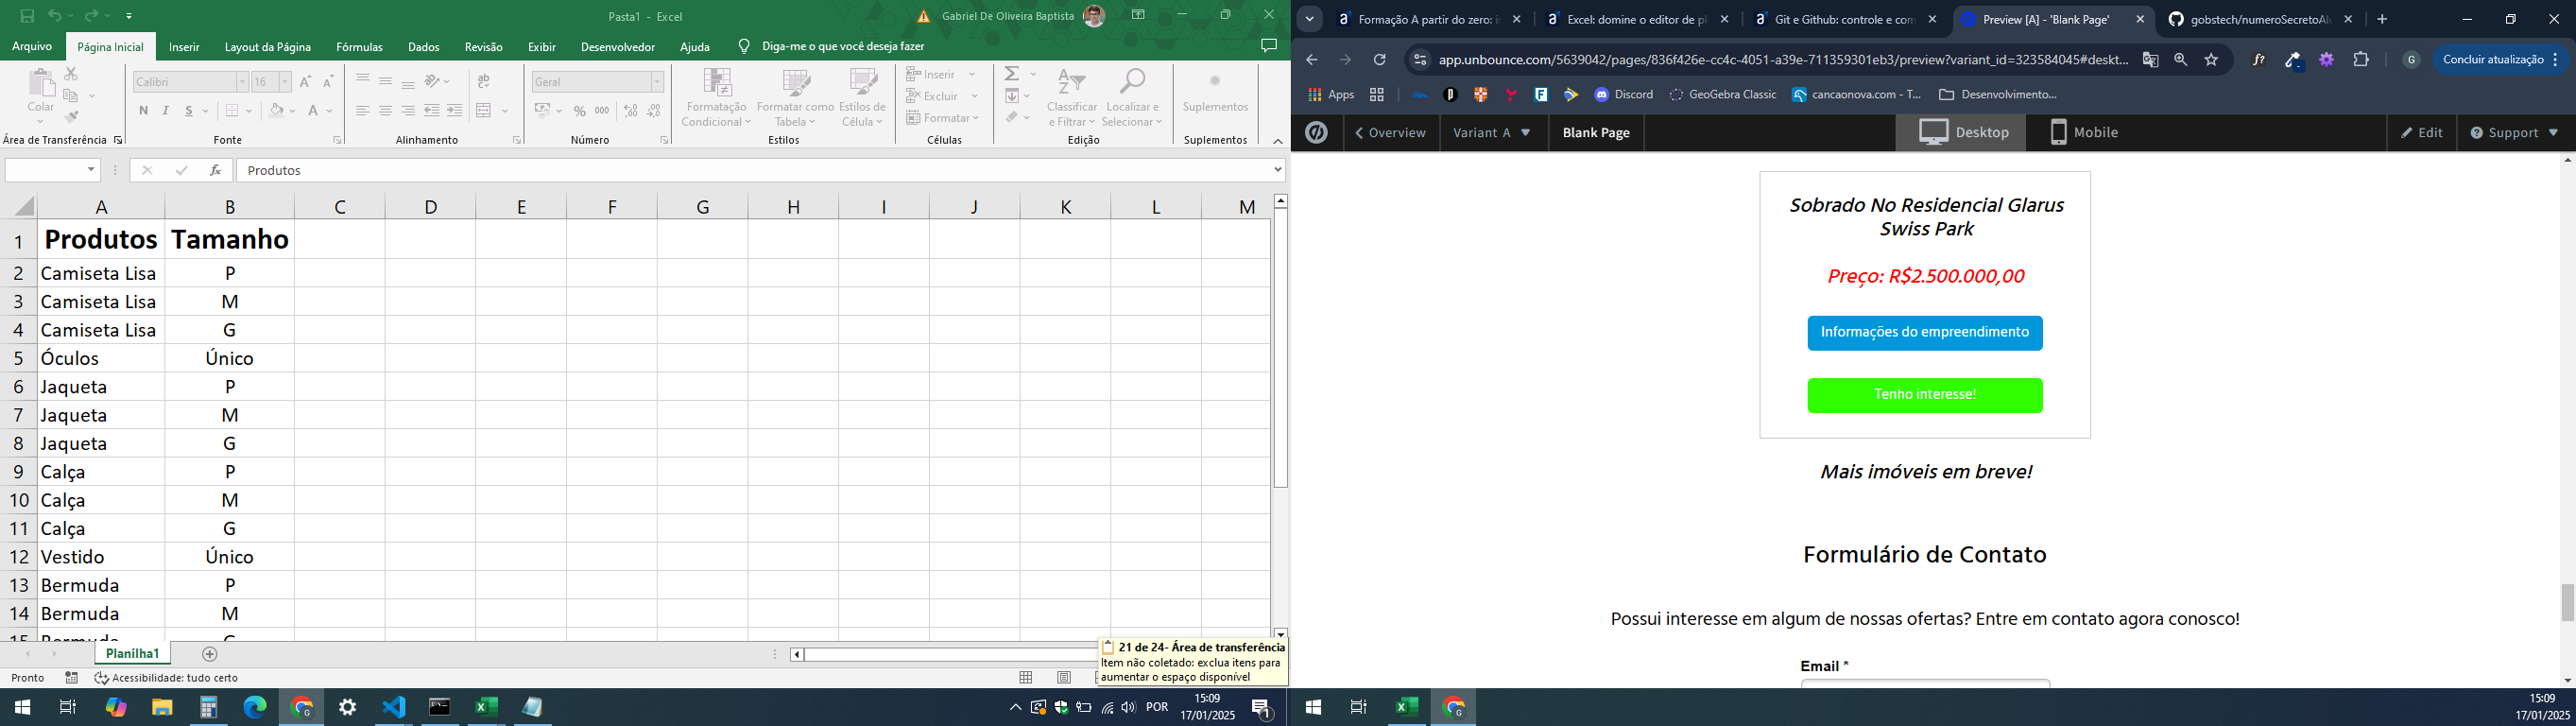 Pasta1 - Excel
Gabriel De Oliveira Baptista
Arquivo
Página Inicial
Inserir
Layout da Página
Fórmulas
Dados
Revisão
Exibir
Desenvolvedor
Ajuda
Diga-me o que você deseja fazer
Colar
Calibri
16
N I S
Geral
% 000
Formatação
Condicional
Formatar como
Tabela
Estilos de
Célula
Inserir
Excluir
Formatar
Classificar
e Filtrar
Localizar e
Selecionar
Suplementos
Área de Transferência
Fonte
Alinhamento
Número
Estilos
Células
Edição
Suplementos
fx
Produtos
A B C D E F G H I J K L M
1 Produtos Tamanho
2 Camiseta Lisa P
3 Camiseta Lisa M
4 Camiseta Lisa G
5 Óculos Único
6 Jaqueta P
7 Jaqueta M
8 Jaqueta G
9 Calça P
10 Calça M
11 Calça G
12 Vestido Único
13 Bermuda P
14 Bermuda M
15 Bermuda G
Planilha1
21 de 24- Área de transferência
Item não coletado: exclua itens para
aumentar o espaço disponível
Pronto
Acessibilidade: tudo certo
POR
15:09
17/01/2025
1
Formação A partir do zero: i
Excel: domine o editor de pl
Git e Github: controle e com
Preview [A] - 'Blank Page'
gobstech/numeroSecretoAl
app.unbounce.com/5639042/pages/836f426e-cc4c-4051-a39e-711359301eb3/preview?variant_id=323584045#deskt...
f?
G
Concluir atualização
Apps
Discord
GeoGebra Classic
cancaonova.com - T...
Desenvolvimento...
Overview
Variant A
Blank Page
Desktop
Mobile
Edit
Support
Sobrado No Residencial Glarus
Swiss Park
Preço: R$2.500.000,00
Informações do empreendimento
Tenho interesse!
Mais imóveis em breve!
Formulário de Contato
Possui interesse em algum de nossas ofertas? Entre em contato agora conosco!
Email *
15:09
17/01/2025